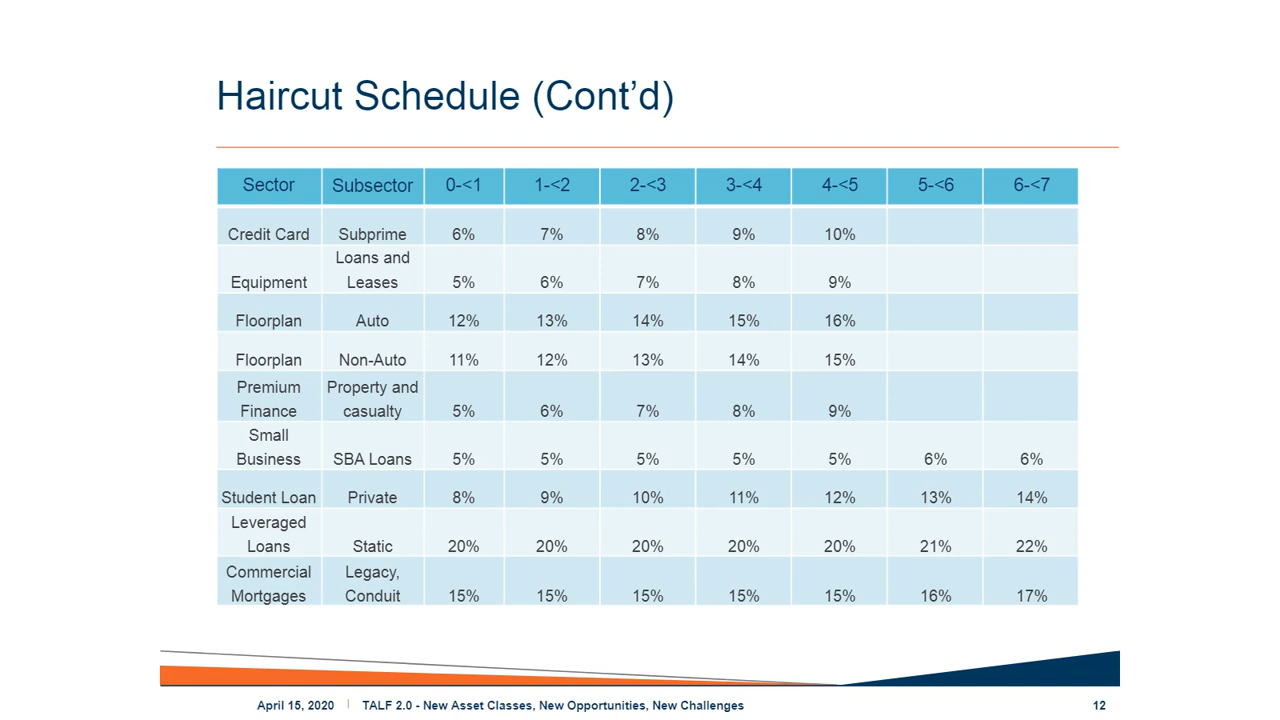 Haircut Schedule (Cont’d)
Sector Subsector 0-<1 1-<2 2-<3 3-<4 4-<5 5-<6 6-<7
Credit Card Subprime 6% 7% 8% 9% 10%
Loans and
Equipment Leases 5% 6% 7% 8% 9%
Floorplan Auto 12% 13% 14% 15% 16%
Floorplan Non-Auto 11% 12% 13% 14% 15%
Premium Property and
Finance casualty 5% 6% 7% 8% 9%
Small
Business SBA Loans 5% 5% 5% 5% 5% 6% 6%
Student Loan Private 8% 9% 10% 11% 12% 13% 14%
Leveraged
Loans Static 20% 20% 20% 20% 20% 21% 22%
Commercial Legacy,
Mortgages Conduit 15% 15% 15% 15% 15% 16% 17%
April 15, 2020 TALF 2.0 - New Asset Classes, New Opportunities, New Challenges 12